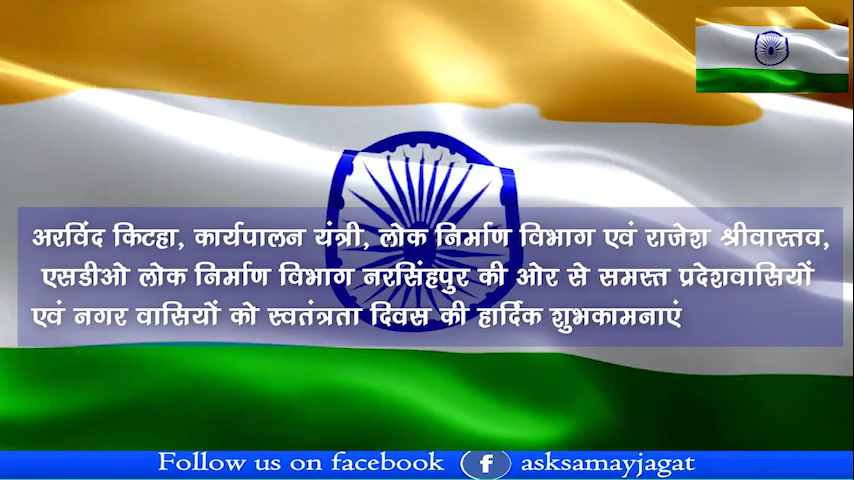 अरविंद किटहा, कार्यपालन यंत्री, लोक निर्माण विभाग एवं राजेश श्रीवास्तव,
एसडीओ लोक निर्माण विभाग नरसिंहपुर की ओर से समस्त प्रदेशवासियों
एवं नगर वासियों को स्वतंत्रता दिवस की हार्दिक शुभकामनाएं
Follow us on facebook f asksamayjagat